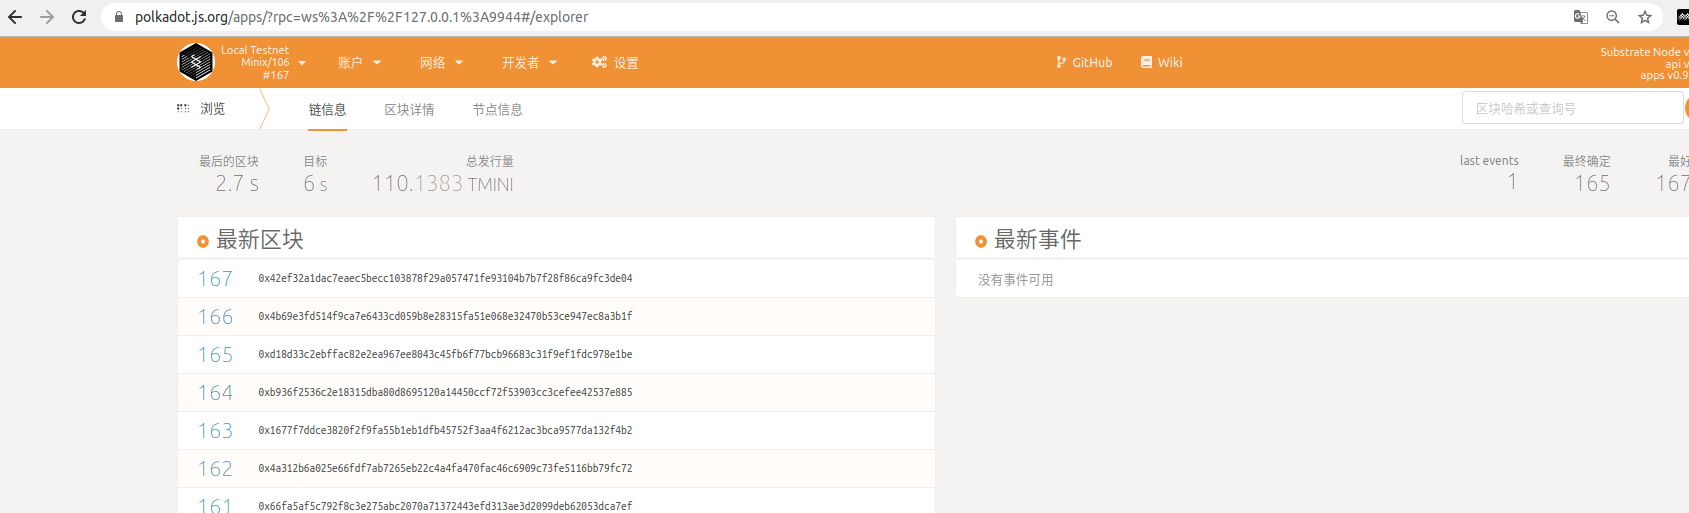 polkadot.js.org/apps/?rpc=ws%3A%2F%2F127.0.0.1%3A9944#/explorer
Local Testnet
Minix/106
#167
账户
网络
开发者
设置
GitHub
Wiki
Substrate Node v
api v
apps v0.9
浏览
链信息
区块详情
节点信息
区块哈希或查询号
最后的区块
2.7 s
目标
6 s
总发行量
110.1383 TMINI
last events
1
最终确定
165
最好
167
最新区块
167 0x42ef32a1dac7eaec5becc103878f29a057471fe93104b7b7f28f86ca9fc3de04
166 0x4b69e3fd514f9ca7e6433cd059b8e28315fa51e068e32470b53ce947ec8a3b1f
165 0xd18d33c2ebffac82e2ea967ee8043c45fb6f77bcb96683c31f9ef1fdc978e1be
164 0xb936f2536c2e18315dba80d8695120a14450ccf72f53903cc3cefee42537e885
163 0x1677f7ddce3820f2f9fa55b1eb1dfb45752f3aa4f6212ac3bca9577da132f4b2
162 0x4a312b6a025e66fdf7ab7265eb22c4a4fa470fac46c6909c73fe5116bb79fc72
161 0x66fa5af5c792f8c3e275abc2070a71372443efd313ae3d2099deb62053dca7ef
最新事件
没有事件可用